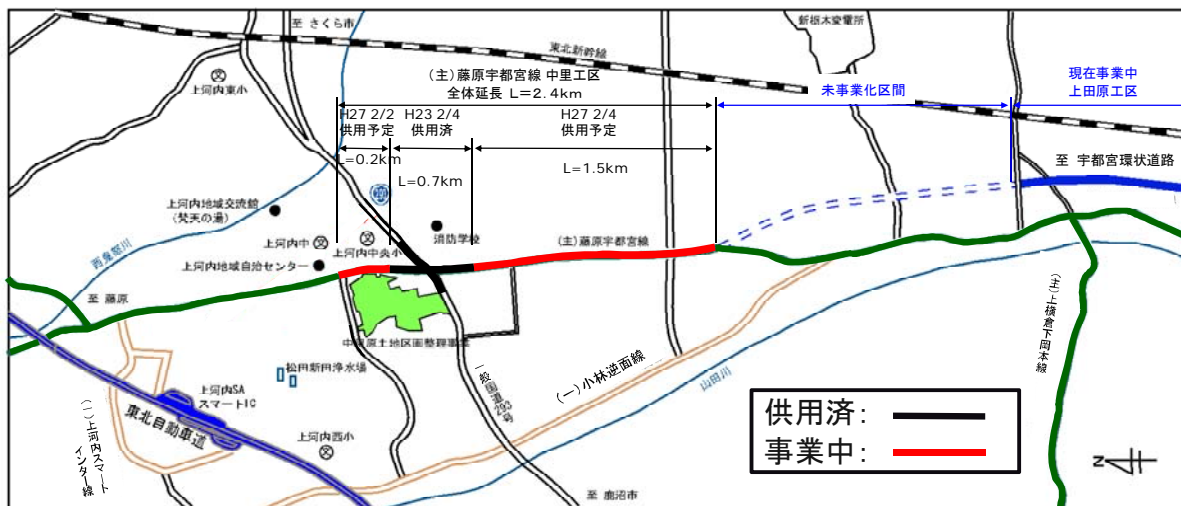 至 さくら市
新栃木変電所
東北新幹線
上河内東小
(主)藤原宇都宮線 中里工区
全体延長 L=2.4km
未事業化区間
現在事業中
上田原工区
H27 2/2
供用予定
H23 2/4
供用済
H27 2/4
供用予定
L=0.2km
L=0.7km
L=1.5km
至 宇都宮環状道路
293
上河内地域交流館
(梵天の湯)
上河内中
上河内中央小
消防学校
(主)藤原宇都宮線
上河内地域自治センター
西鬼怒川
至 藤原
中里原土地区画整理事業
松田新田浄水場
上河内SA
スマートIC
東北自動車道
(一)上河内スマート
インター線
上河内西小
一般国道293号
(一)小林逆面線
山田川
(主)上横倉下岡本線
至 鹿沼市
供用済:
事業中:
N